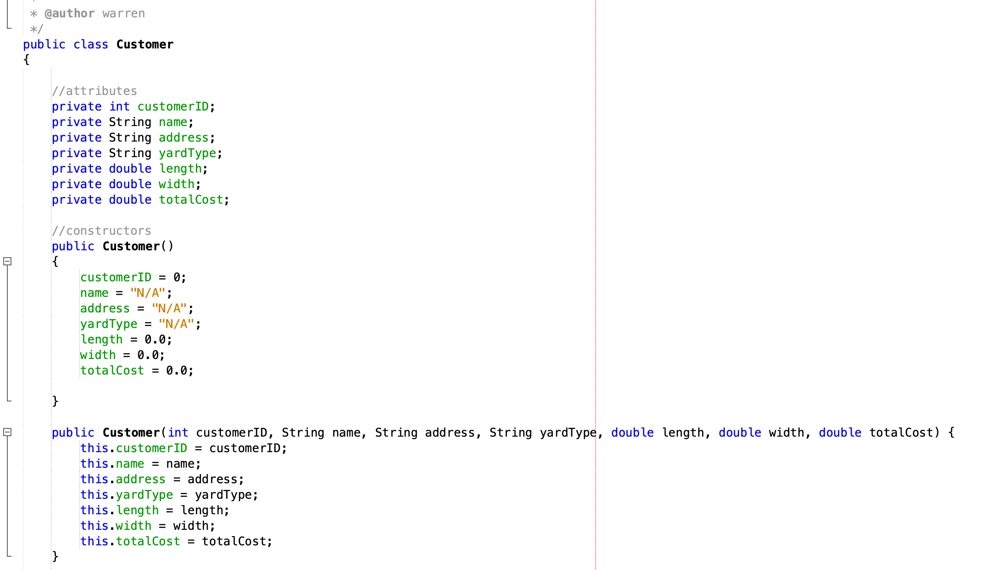 *
* @author warren
*/
public class Customer
{
//attributes
private int customerID;
private String name;
private String address;
private String yardType;
private double length;
private double width;
private double totalCost;
//constructors
public Customer()
{
customerID = 0;
name = "N/A";
address = "N/A";
yardType = "N/A";
length = 0.0;
width = 0.0;
totalCost = 0.0;
}
public Customer(int customerID, String name, String address, String yardType, double length, double width, double totalCost) {
this.customerID = customerID;
this.name = name;
this.address = address;
this.yardType = yardType;
this.length = length;
this.width = width;
this.totalCost = totalCost;
}